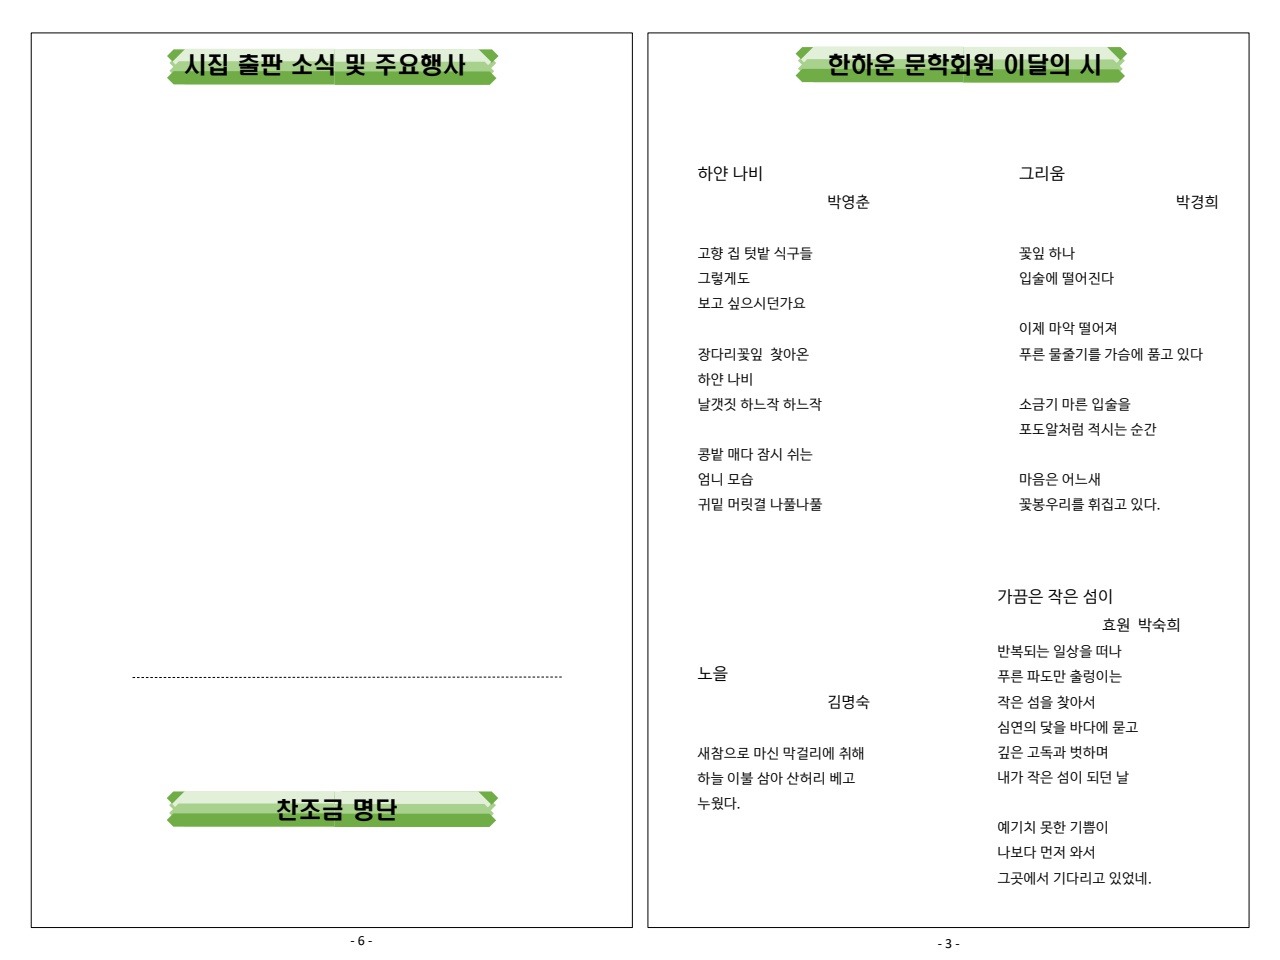 시집 출판 소식 및 주요행사
찬조금 명단
- 6 -
한하운 문학회원 이달의 시
하얀 나비
박영춘
고향 집 텃밭 식구들
그렇게도
보고 싶으시던가요
장다리꽃잎 찾아온
하얀 나비
날갯짓 하느작 하느작
콩밭 매다 잠시 쉬는
엄니 모습
귀밑 머릿결 나풀나풀
노을
김명숙
새참으로 마신 막걸리에 취해
하늘 이불 삼아 산허리 베고
누웠다.
그리움
박경희
꽃잎 하나
입술에 떨어진다
이제 마악 떨어져
푸른 물줄기를 가슴에 품고 있다
소금기 마른 입술을
포도알처럼 적시는 순간
마음은 어느새
꽃봉우리를 휘집고 있다.
가끔은 작은 섬이
효원 박숙희
반복되는 일상을 떠나
푸른 파도만 출렁이는
작은 섬을 찾아서
심연의 닻을 바다에 묻고
깊은 고독과 벗하며
내가 작은 섬이 되던 날
예기치 못한 기쁨이
나보다 먼저 와서
그곳에서 기다리고 있었네.
- 3 -